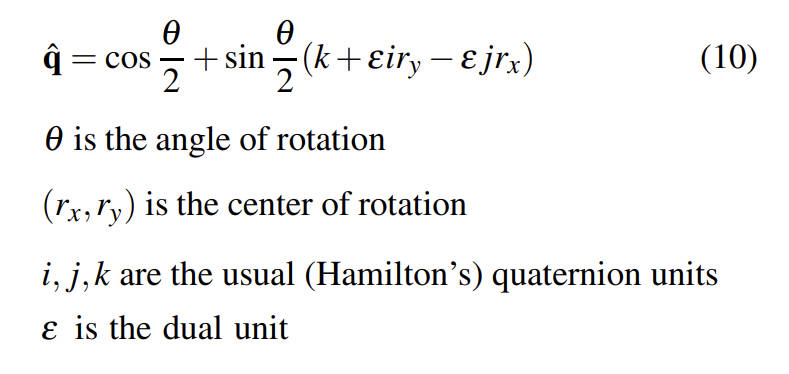 q̂ = cos θ/2 + sin θ/2 (k + εir_y − εjr_x) (10)
θ is the angle of rotation
(r_x, r_y) is the center of rotation
i, j, k are the usual (Hamilton's) quaternion units
ε is the dual unit